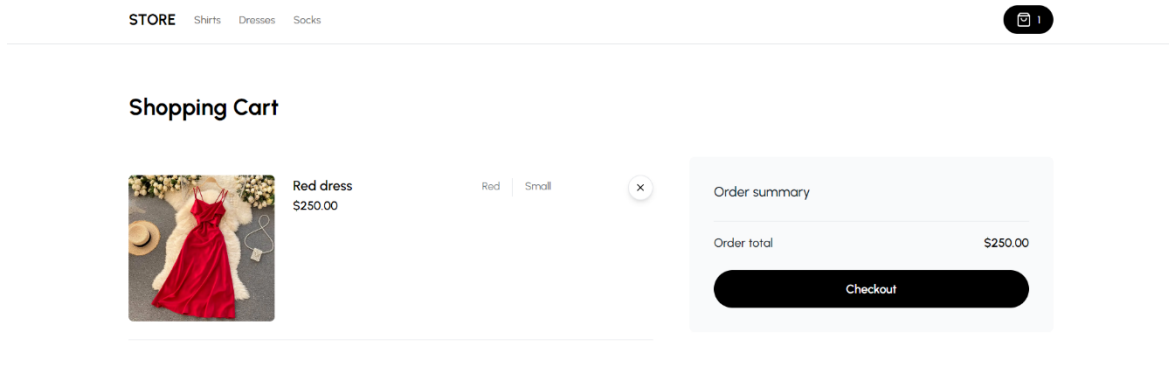 STORE Shirts Dresses Socks 1
Shopping Cart
Red dress Red Small
$250.00
Order summary
Order total $250.00
Checkout